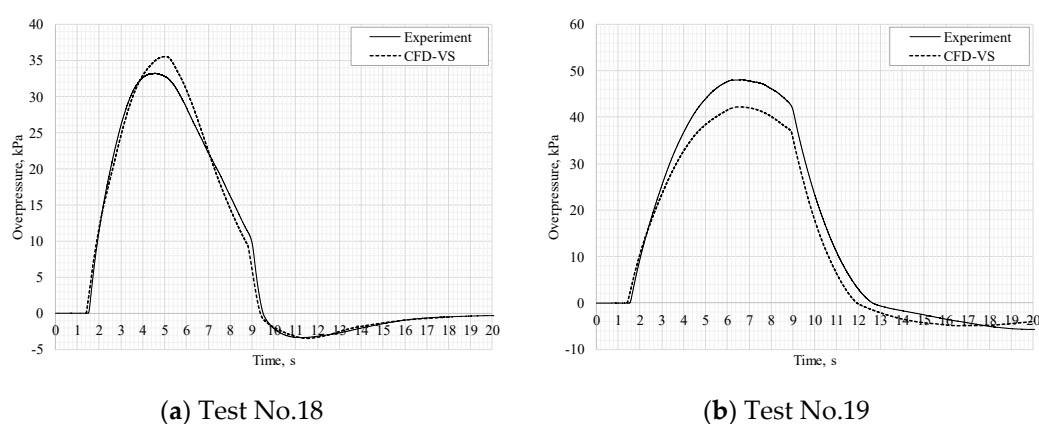 40
35
30
25
20
15
10
5
0
-5
Overpressure, kPa
Experiment
CFD-VS
0 1 2 3 4 5 6 7 8 9 10 11 12 13 14 15 16 17 18 19 20
Time, s
(a) Test No.18
60
50
40
30
20
10
0
-10
Overpressure, kPa
Experiment
CFD-VS
0 1 2 3 4 5 6 7 8 9 10 11 12 13 14 15 16 17 18 19 20
Time, s
(b) Test No.19